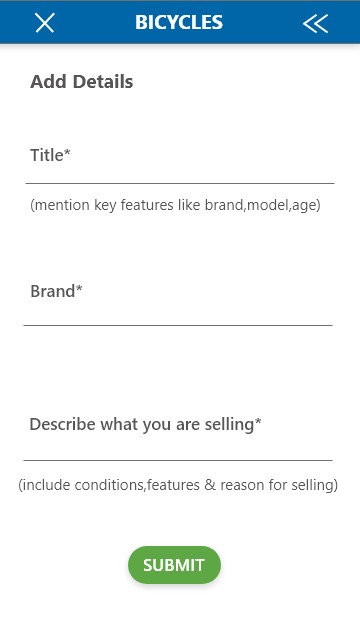 BICYCLES
Add Details
Title*
(mention key features like brand,model,age)
Brand*
Describe what you are selling*
(include conditions,features & reason for selling)
SUBMIT